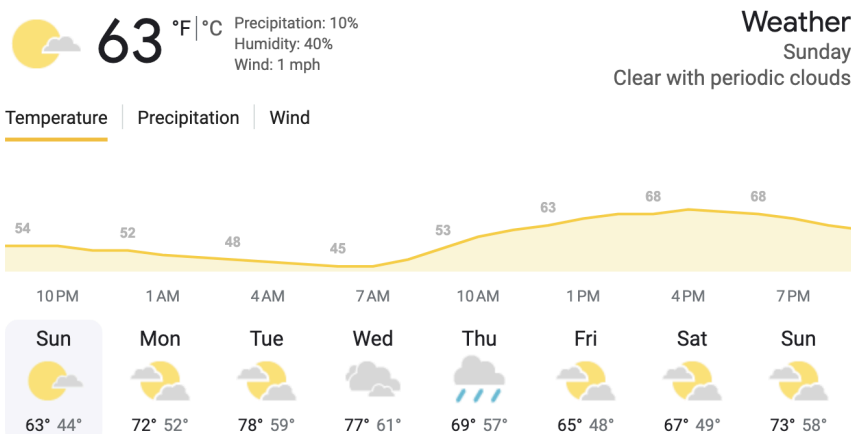 63 °F | °C
Precipitation: 10%
Humidity: 40%
Wind: 1 mph
Weather
Sunday
Clear with periodic clouds
Temperature | Precipitation | Wind
54 52 48 45 53 63 68 68
10 PM 1 AM 4 AM 7 AM 10 AM 1 PM 4 PM 7 PM
Sun Mon Tue Wed Thu Fri Sat Sun
63° 44° 72° 52° 78° 59° 77° 61° 69° 57° 65° 48° 67° 49° 73° 58°